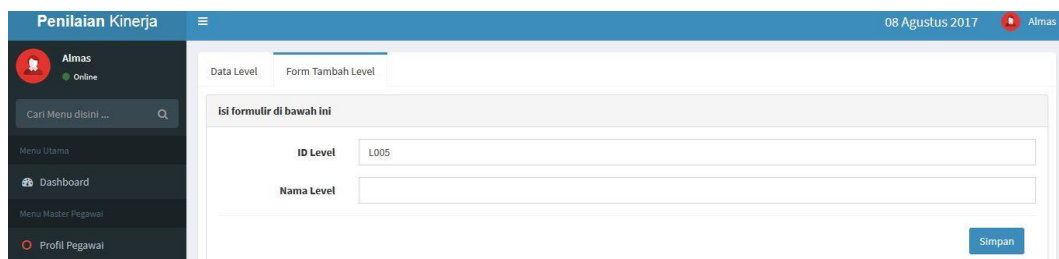 Penilaian Kinerja
08 Agustus 2017
Almas
Almas
Online
Cari Menu disini ...
Menu Utama
Dashboard
Menu Master Pegawai
Profil Pegawai
Data Level
Form Tambah Level
isi formulir di bawah ini
ID Level
L005
Nama Level
Simpan